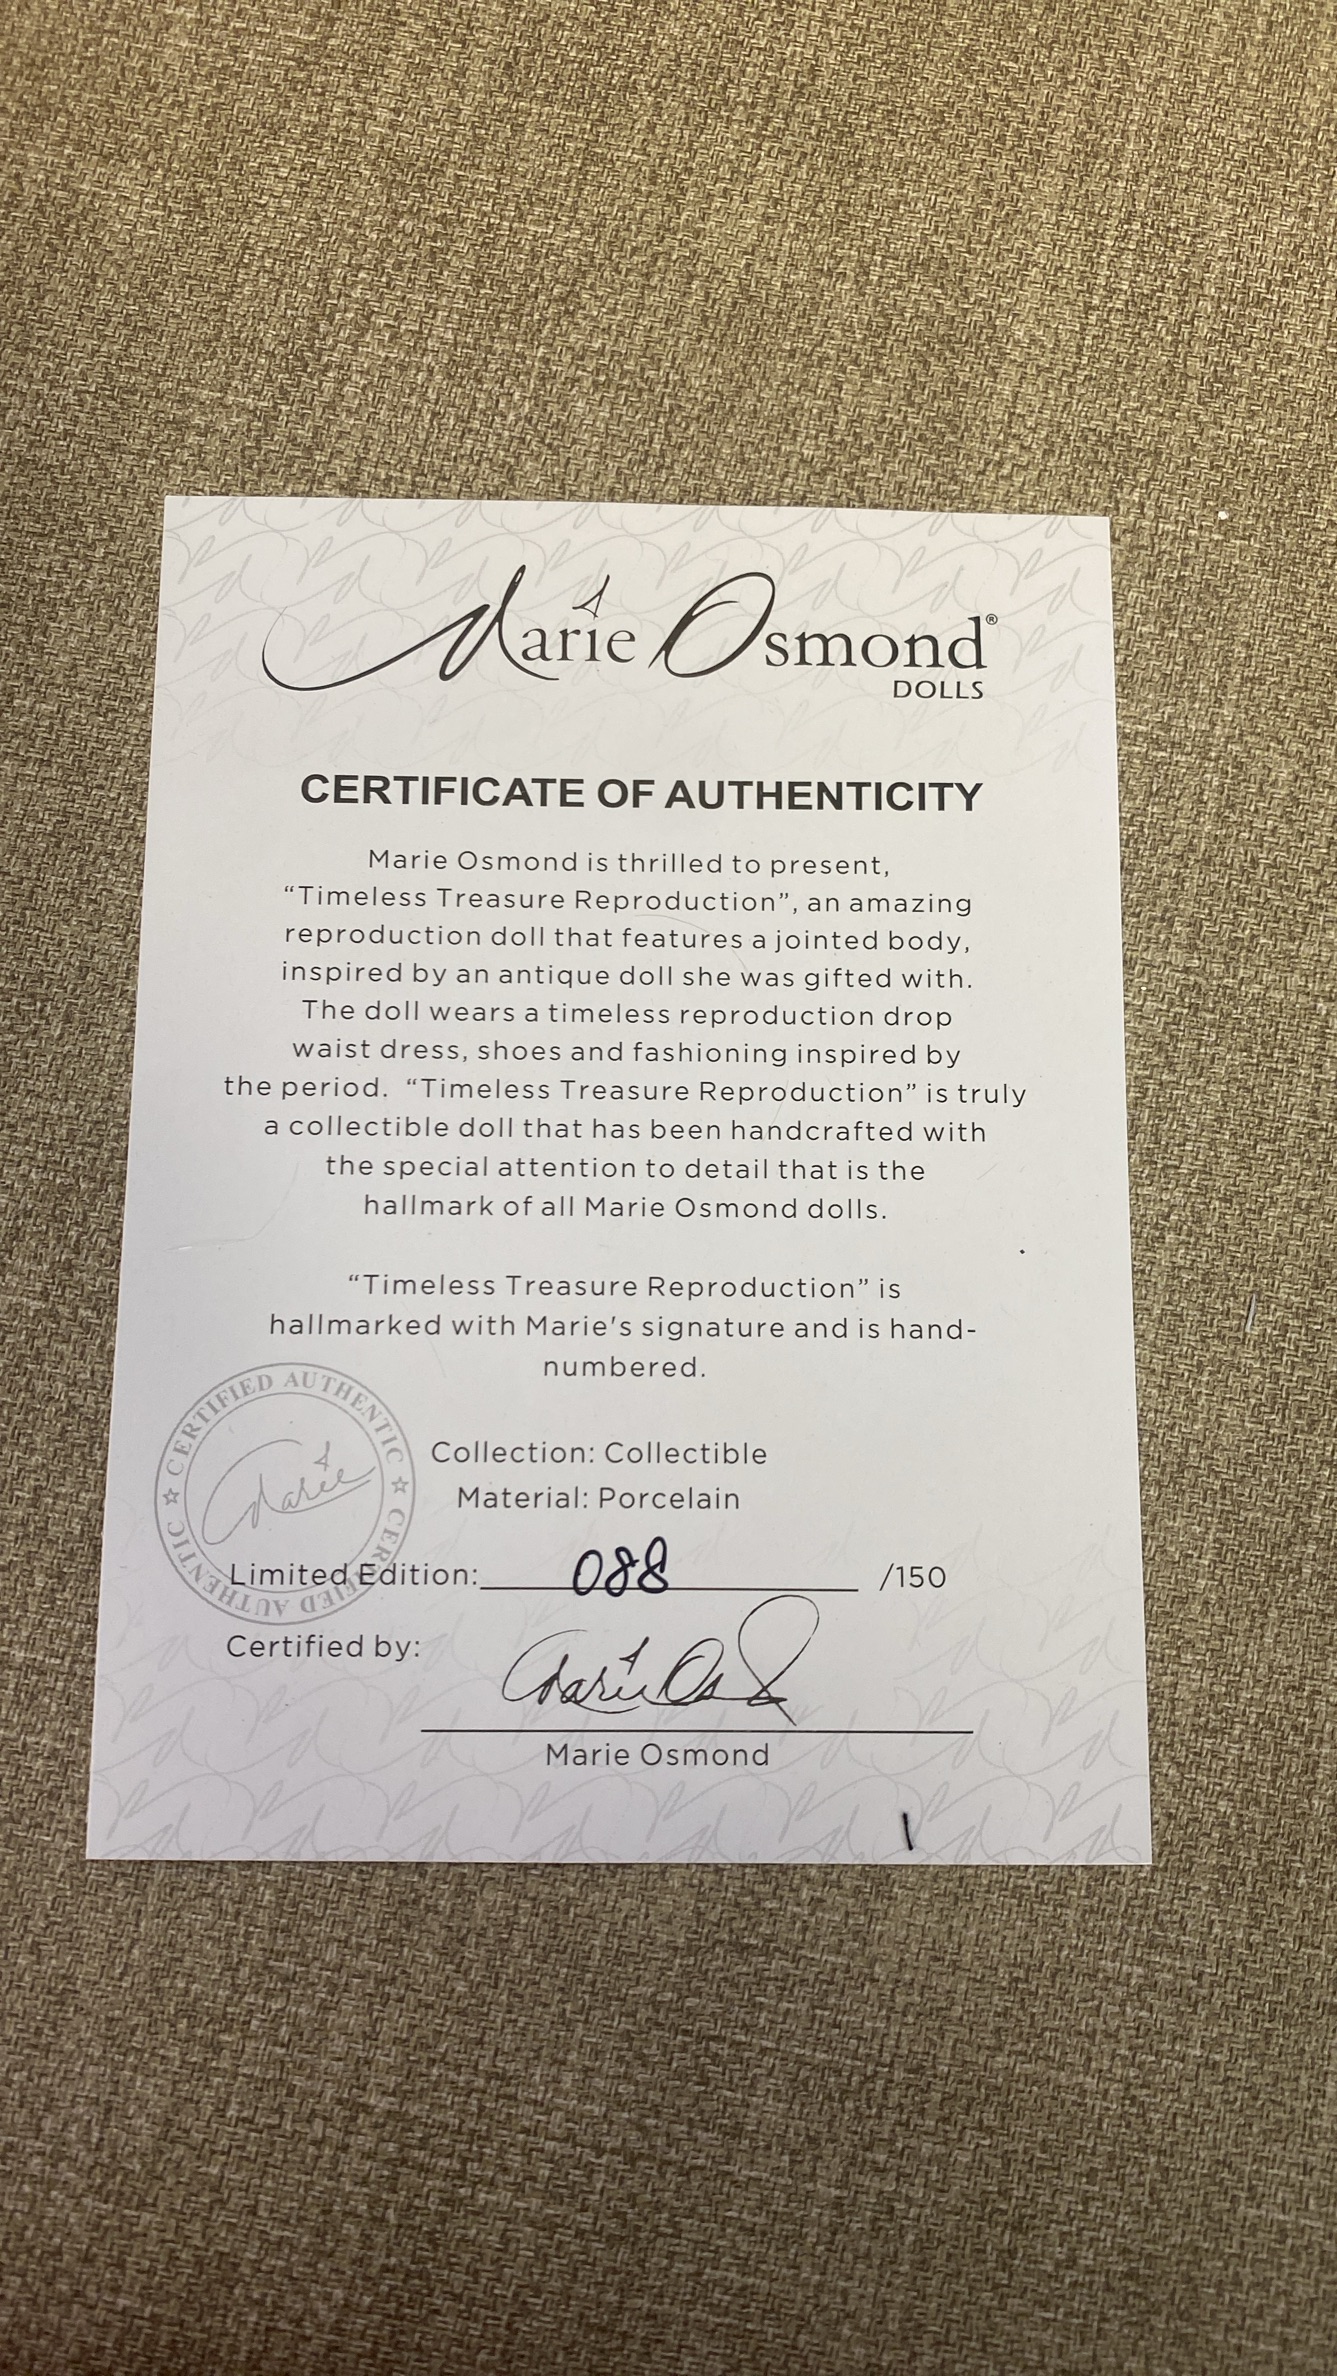 Marie Osmond®
DOLLS
CERTIFICATE OF AUTHENTICITY
Marie Osmond is thrilled to present,
“Timeless Treasure Reproduction”, an amazing
reproduction doll that features a jointed body,
inspired by an antique doll she was gifted with.
The doll wears a timeless reproduction drop
waist dress, shoes and fashioning inspired by
the period. “Timeless Treasure Reproduction” is truly
a collectible doll that has been handcrafted with
the special attention to detail that is the
hallmark of all Marie Osmond dolls.
“Timeless Treasure Reproduction” is
hallmarked with Marie's signature and is hand-
numbered.
CERTIFIED AUTHENTIC ☆ CERTIFIED AUTHENTIC ☆
Marie
Collection: Collectible
Material: Porcelain
Limited Edition: 088 /150
Certified by: Marie Osmond
Marie Osmond